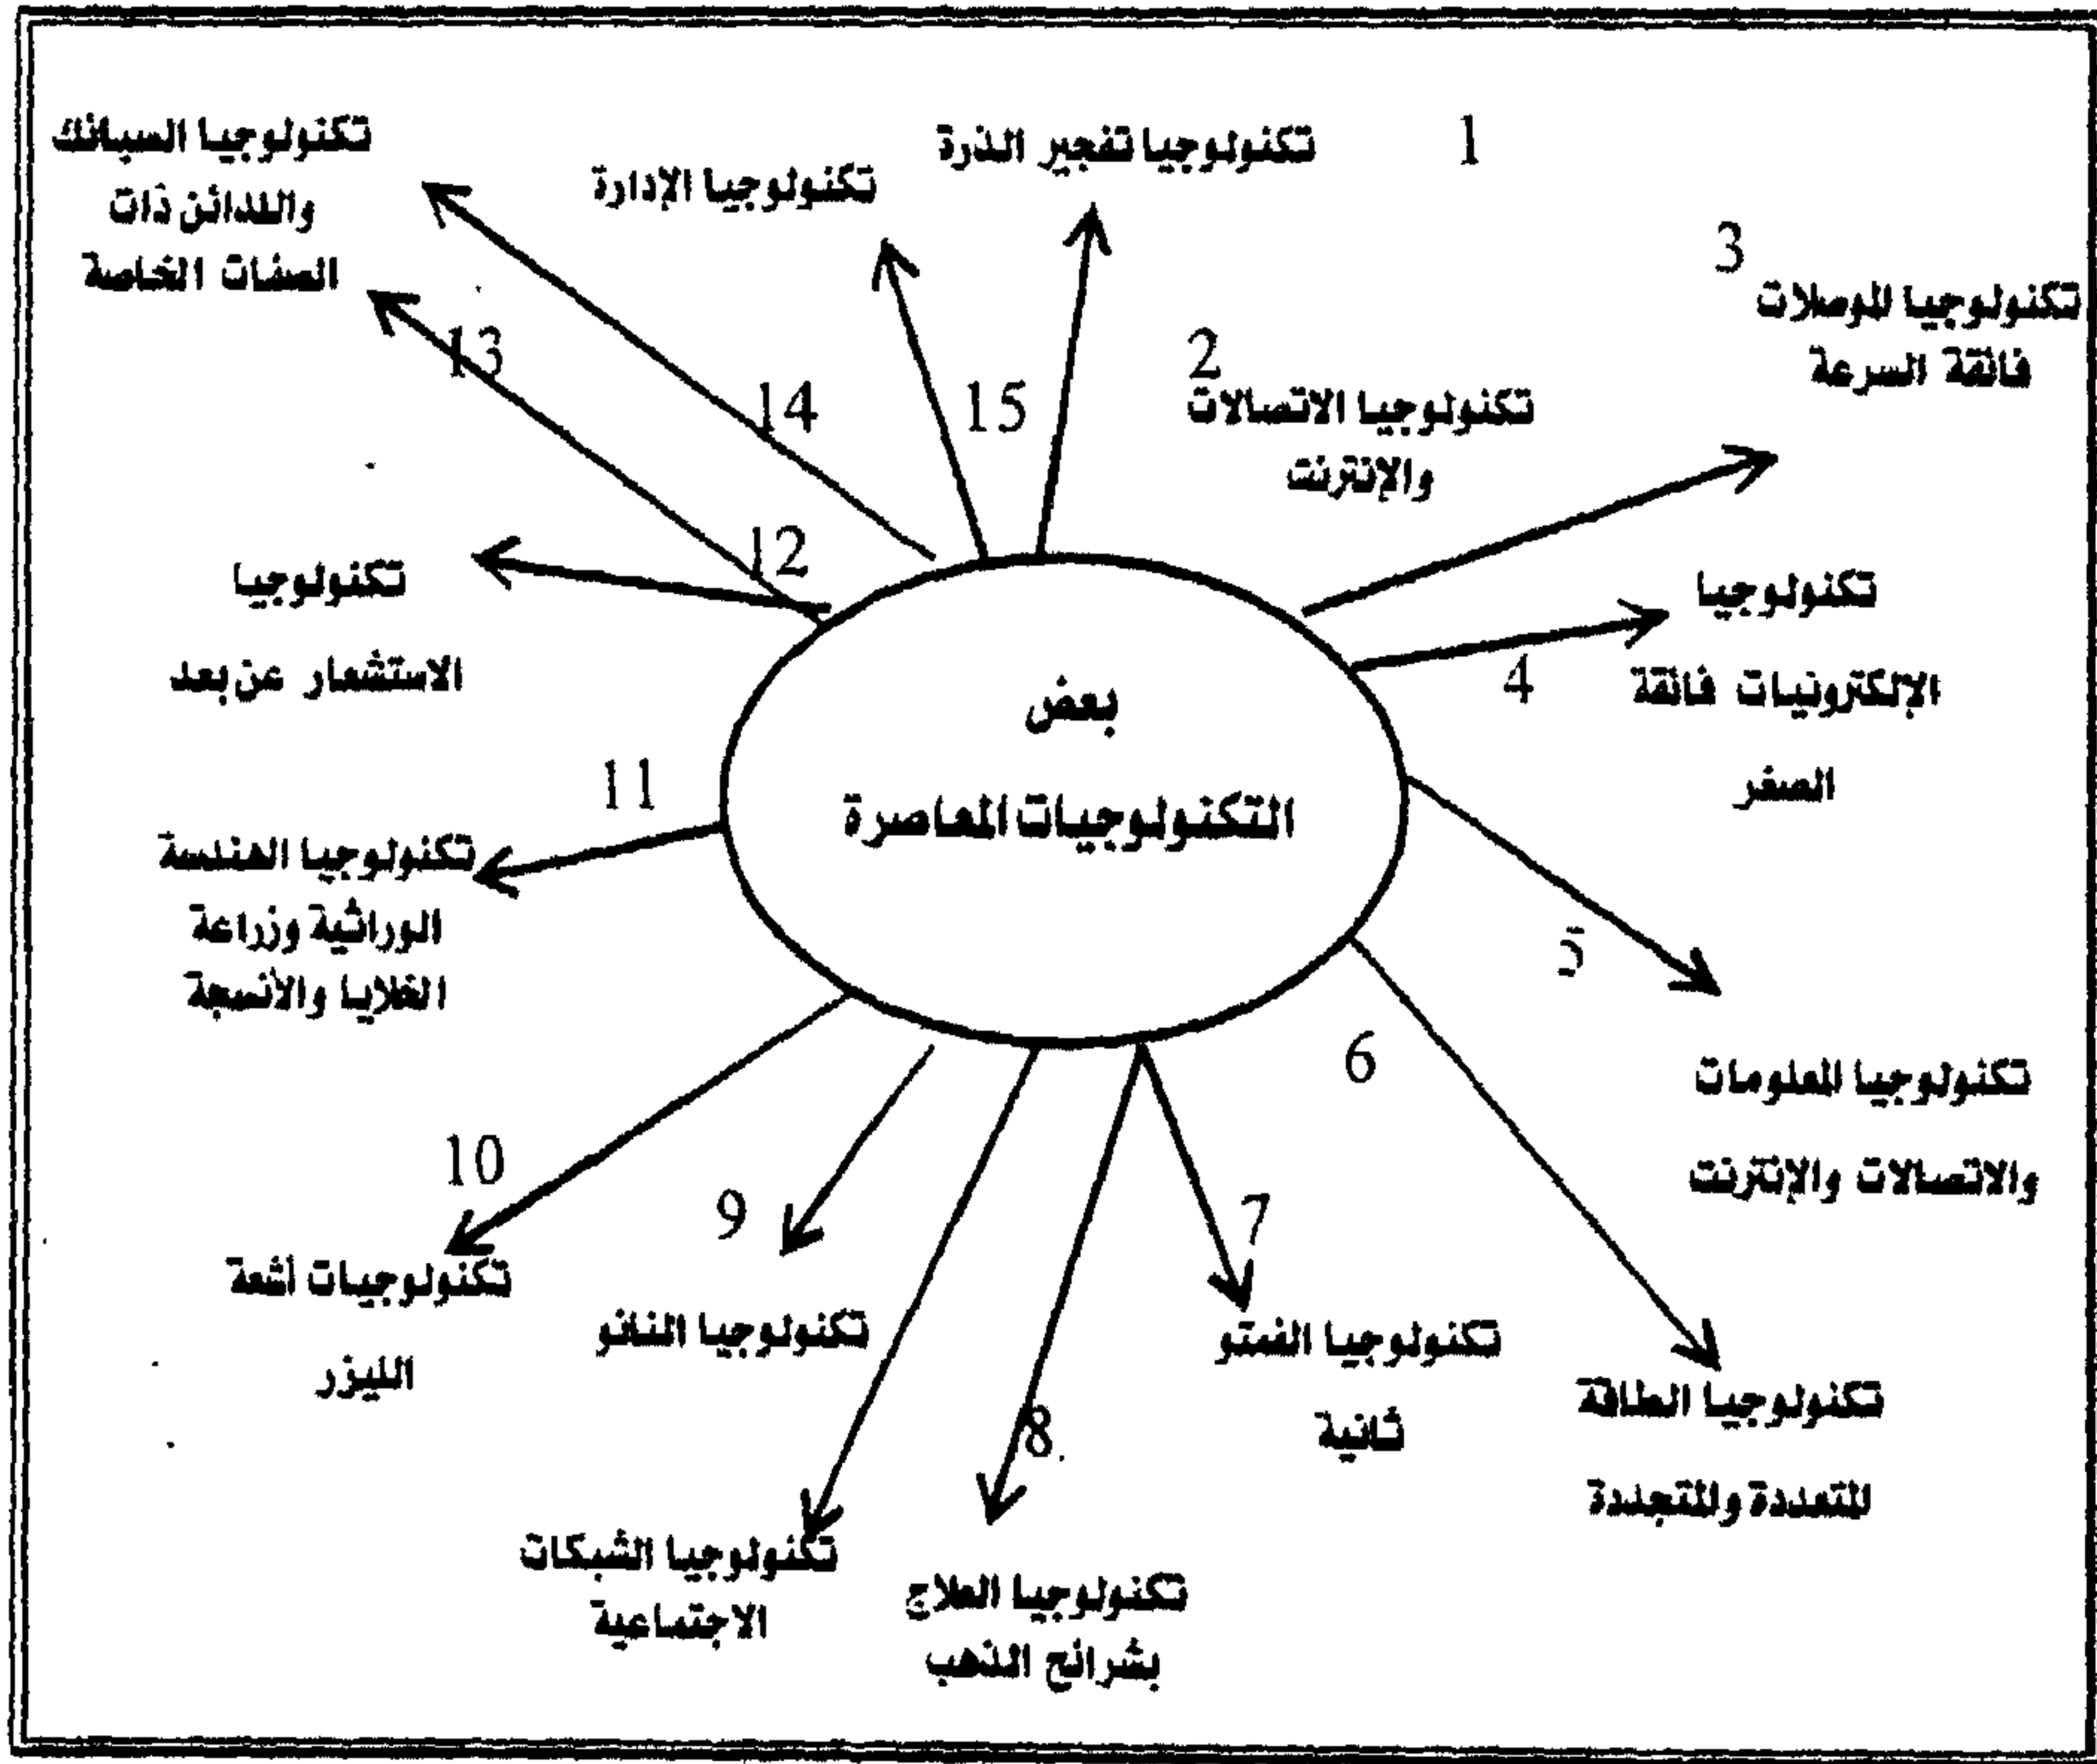 بعض
التكنولوجيات المعاصرة
1
تكنولوجيا تفجير الذرة
2
تكنولوجيا الاتصالات
والإنترنت
3
تكنولوجيا الموصلات
فائقة السرعة
4
تكنولوجيا
الإلكترونيات فائقة
الصغر
5
تكنولوجيا المعلومات
والاتصالات والإنترنت
6
تكنولوجيا الطاقة
المتعددة والمتجددة
7
تكنولوجيا الفمتو
ثانية
8
تكنولوجيا العلاج
بشرائح الذهب
تكنولوجيا الشبكات
الاجتماعية
9
تكنولوجيا النانو
10
تكنولوجيات أشعة
الليزر
11
تكنولوجيا الهندسة
الوراثية وزراعة
الخلايا والأنسجة
12
تكنولوجيا
الاستشعار عن بعد
13
14
تكنولوجيا السبائك
واللدائن ذات
الصفات الخاصة
15
تكنولوجيا الإدارة